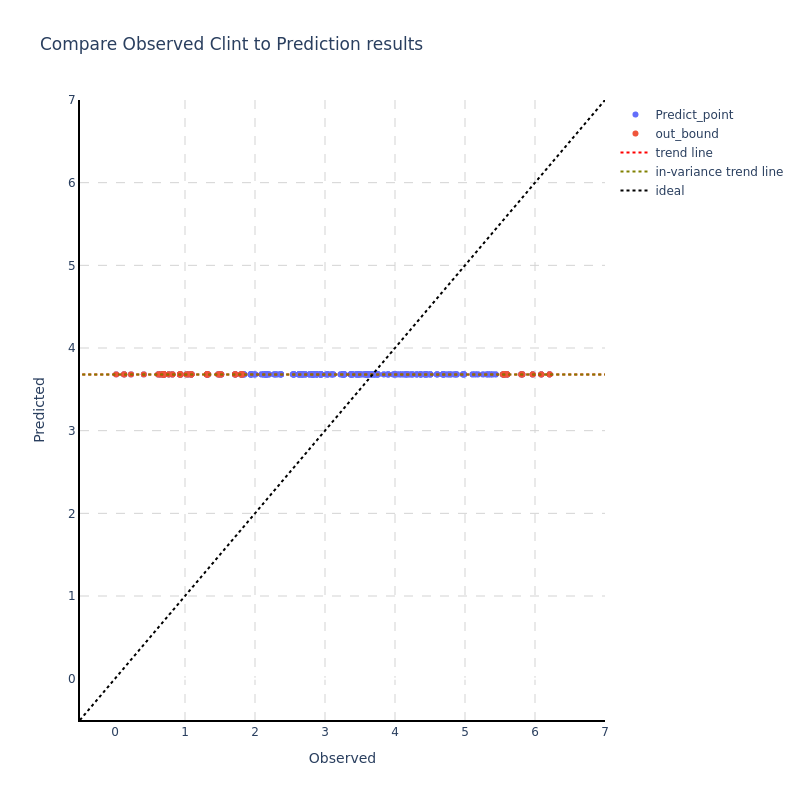 Compare Observed Clint to Prediction results
Predict_point
out_bound
trend line
in-variance trend line
ideal
7
6
5
4
3
2
1
0
Predicted
0 1 2 3 4 5 6 7
Observed